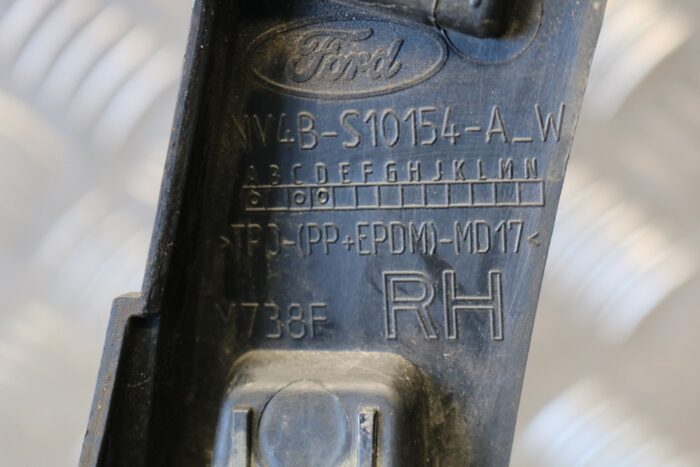 Ford
NV4B-S10154-A_W
A B C D E F G H J K L M N
>TPO-(PP+EPDM)-MD17<
M738F
RH